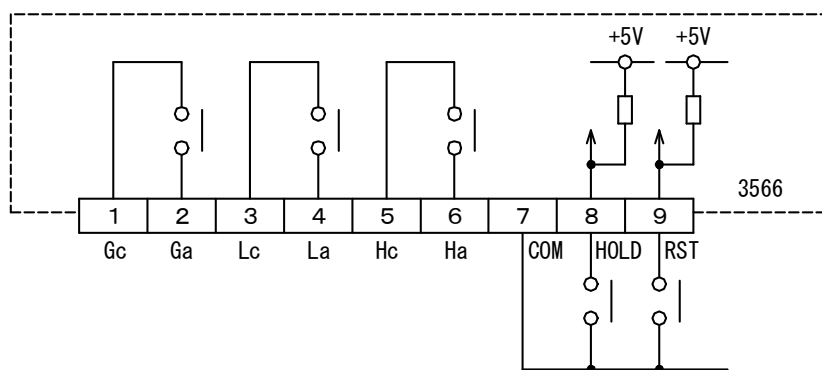 +5V +5V
3566
1 2 3 4 5 6 7 8 9
Gc Ga Lc La Hc Ha COM HOLD RST